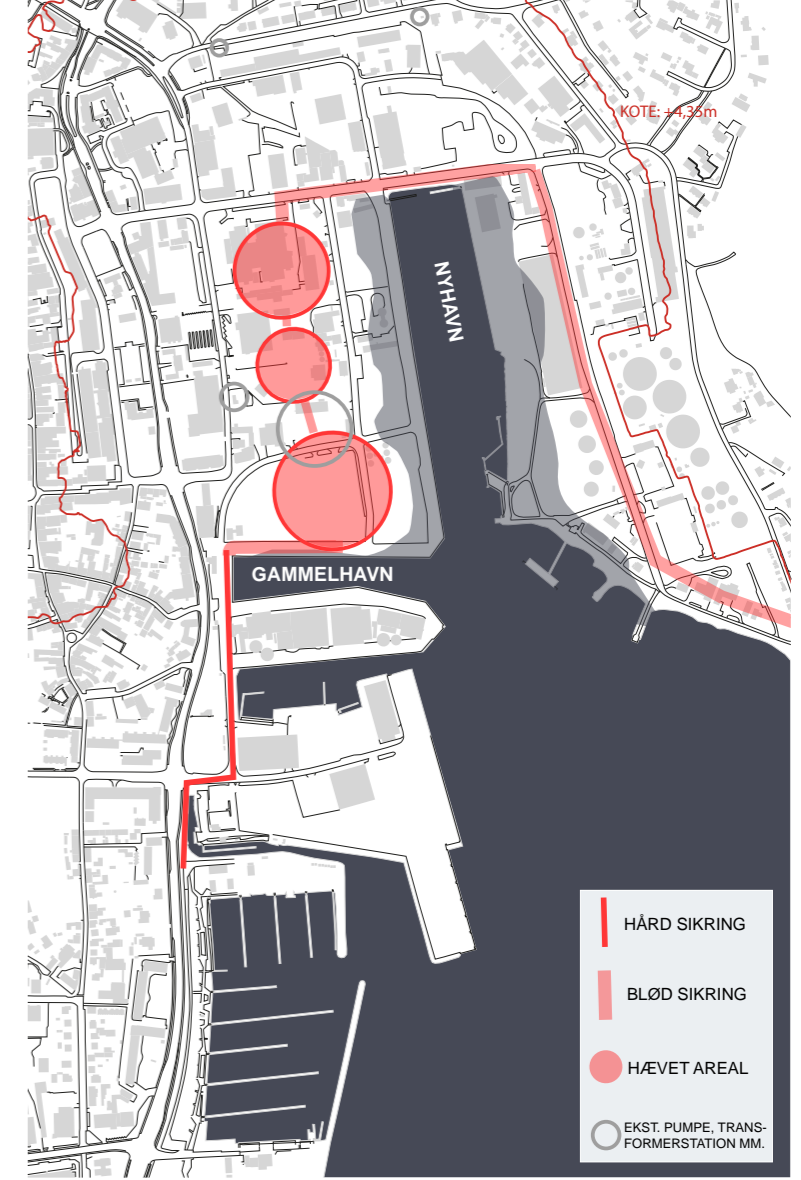 KOTE: +4,35m
NYHAVN
GAMMELHAVN
HÅRD SIKRING
BLØD SIKRING
HÆVET AREAL
EKST. PUMPE, TRANS-
FORMERSTATION MM.